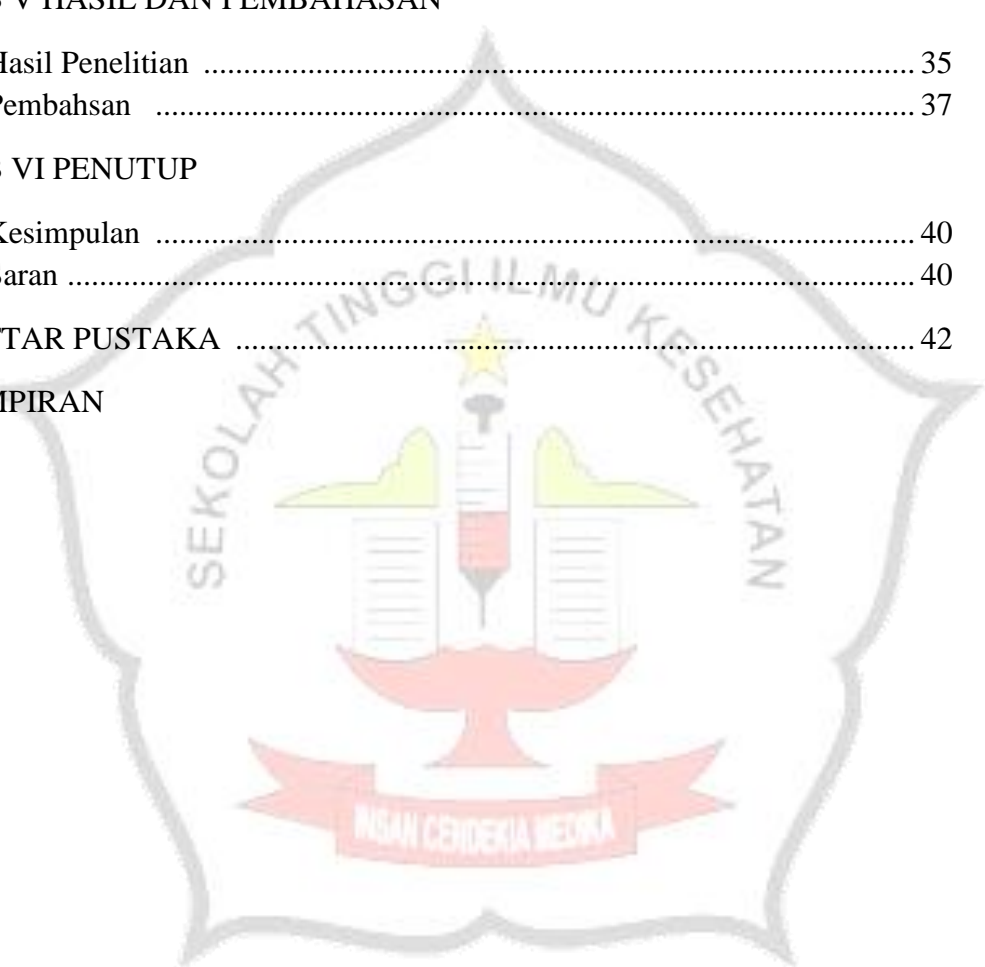 B V HASIL DAN PEMBAHASAN
Hasil Penelitian .......................................................................................... 35
Pembahsan ................................................................................................ 37
B VI PENUTUP
Kesimpulan ................................................................................................ 40
Saran ........................................................................................................... 40
TAR PUSTAKA ...................................................................................... 42
MPIRAN
SEKOLAH TINGGI ILMU KESEHATAN
INSAN CENDEKIA MEDIKA